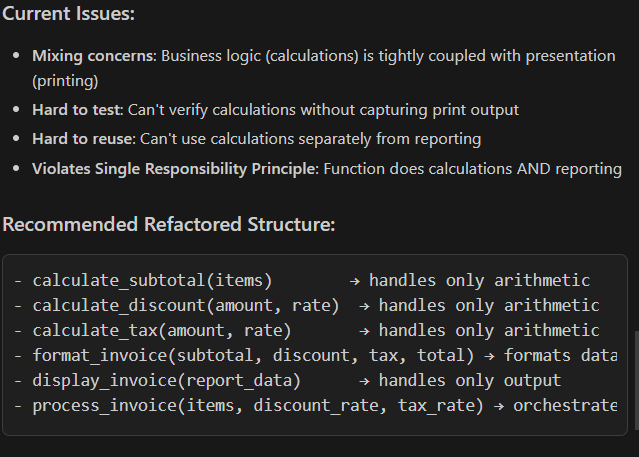 Current Issues:
• Mixing concerns: Business logic (calculations) is tightly coupled with presentation
(printing)
• Hard to test: Can't verify calculations without capturing print output
• Hard to reuse: Can't use calculations separately from reporting
• Violates Single Responsibility Principle: Function does calculations AND reporting
Recommended Refactored Structure:
- calculate_subtotal(items) → handles only arithmetic
- calculate_discount(amount, rate) → handles only arithmetic
- calculate_tax(amount, rate) → handles only arithmetic
- format_invoice(subtotal, discount, tax, total) → formats data
- display_invoice(report_data) → handles only output
- process_invoice(items, discount_rate, tax_rate) → orchestrate